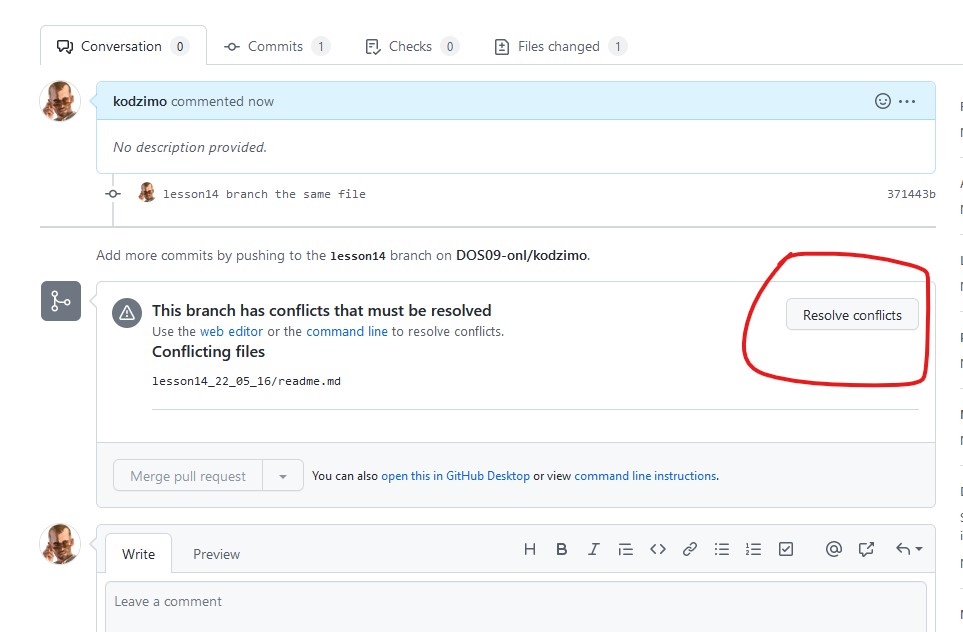 Conversation 0 Commits 1 Checks 0 Files changed 1
kodzimo commented now
No description provided.
lesson14 branch the same file 371443b
Add more commits by pushing to the lesson14 branch on DOS09-onl/kodzimo.
This branch has conflicts that must be resolved
Resolve conflicts
Use the web editor or the command line to resolve conflicts.
Conflicting files
lesson14_22_05_16/readme.md
Merge pull request You can also open this in GitHub Desktop or view command line instructions.
Write Preview
Leave a comment